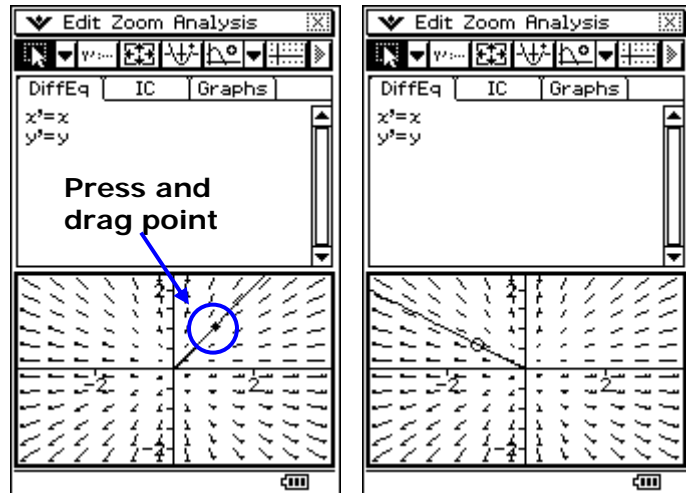 Edit Zoom Analysis
DiffEq IC Graphs
x'=x
y'=y
Press and
drag point
2
-2 2
-2
Edit Zoom Analysis
DiffEq IC Graphs
x'=x
y'=y
2
-2 2
-2